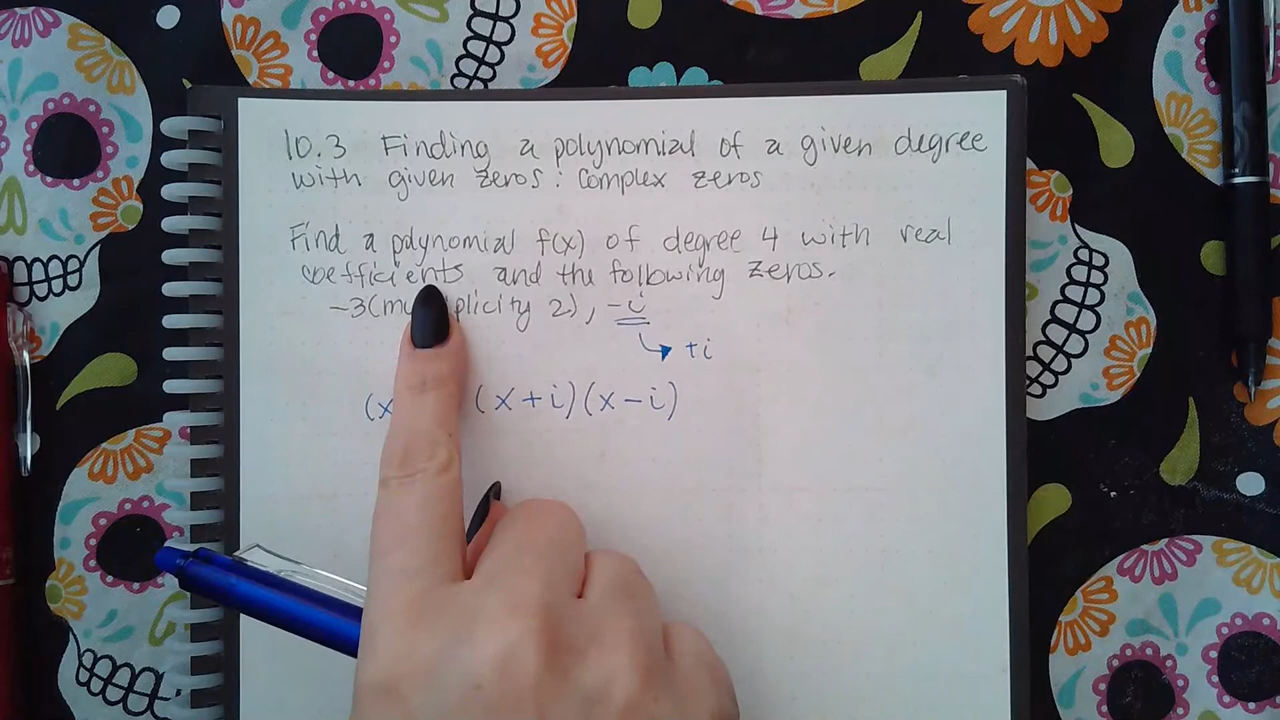 10.3 Finding a polynomial of a given degree
with given zeros: complex zeros
Find a polynomial f(x) of degree 4 with real
coefficients and the following zeros.
-3(mu plicity 2), -i
+i
(x (x+i)(x-i)